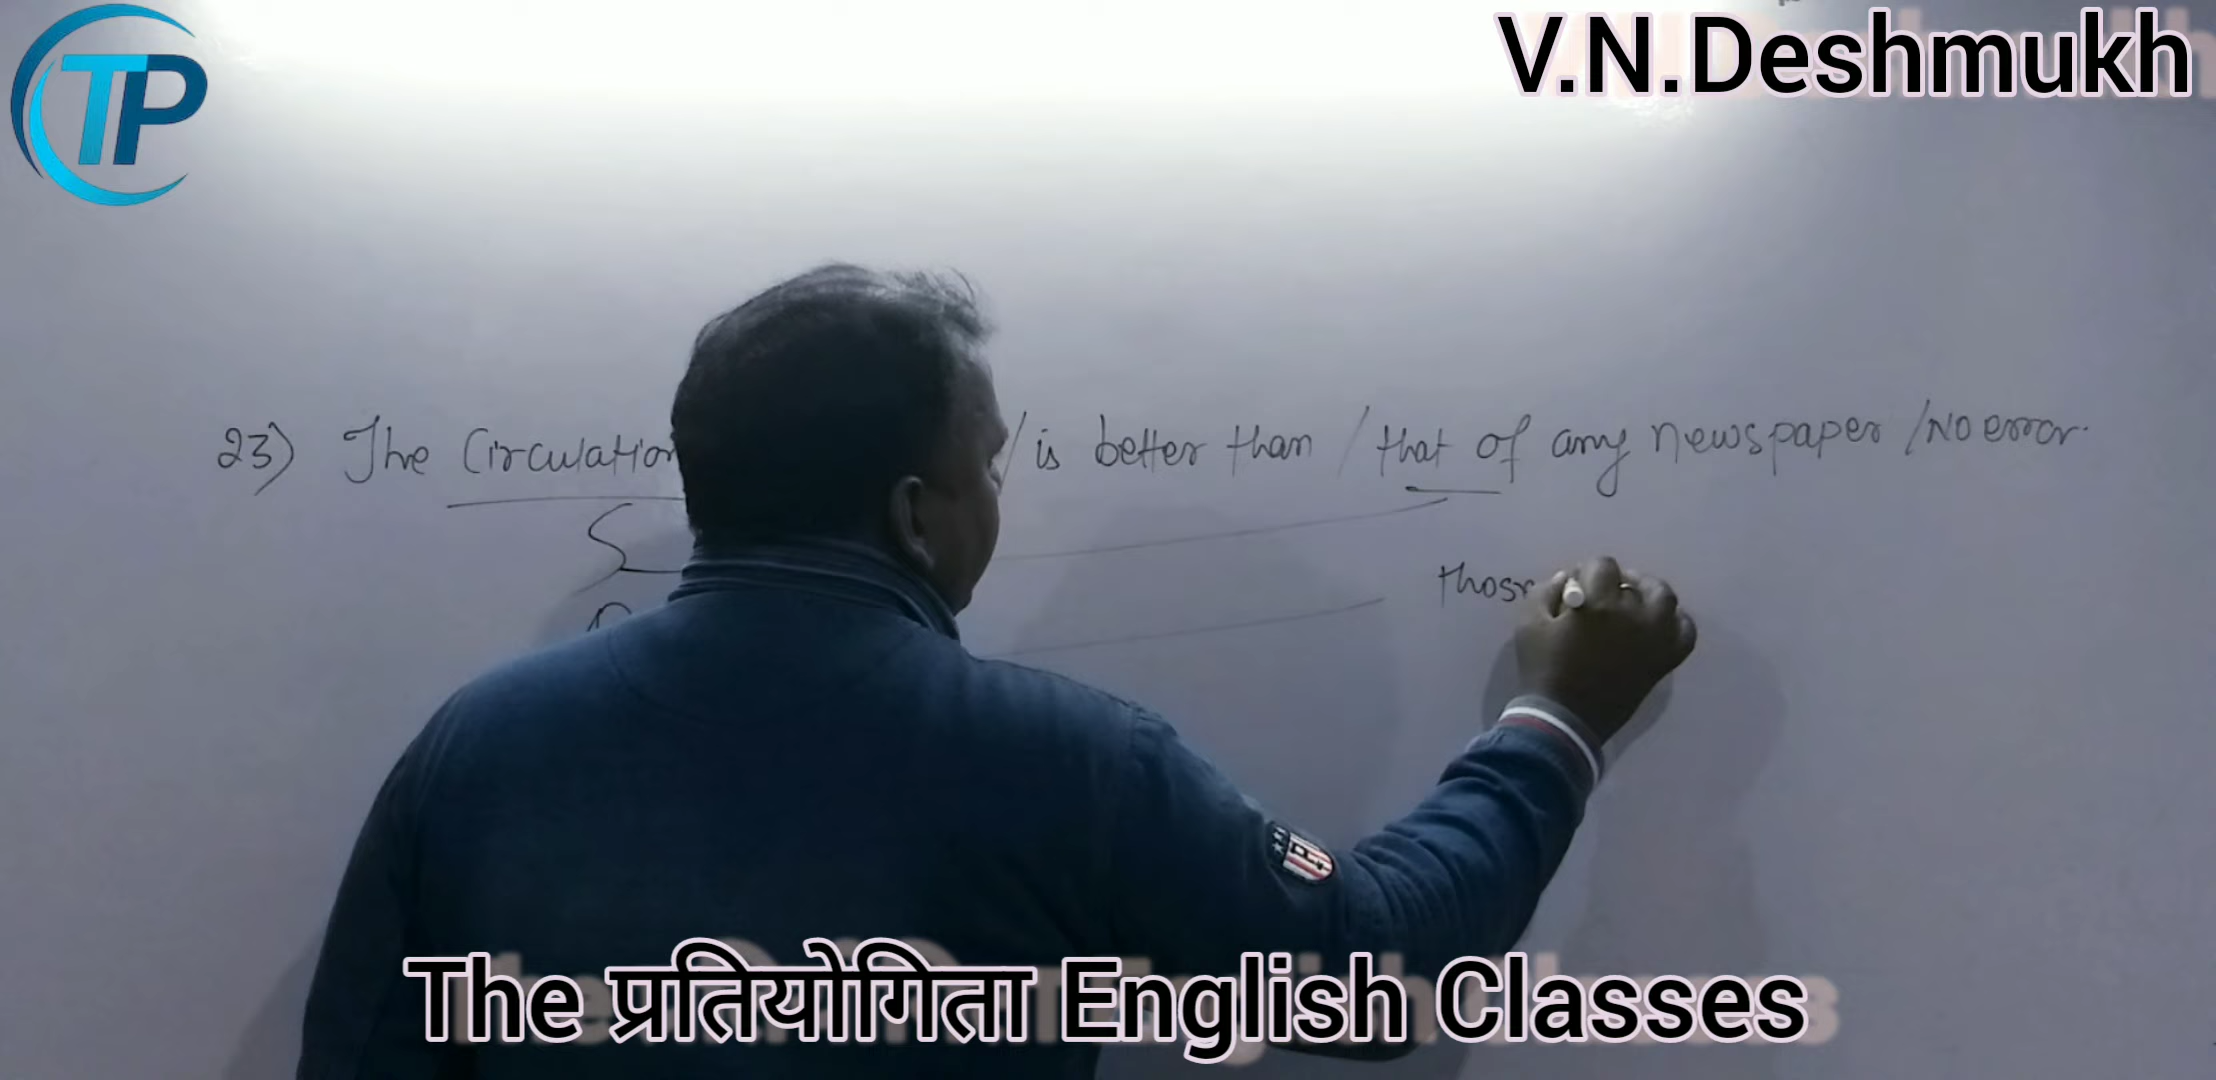 TP
V.N.Deshmukh
23) The Circulation / is better than / that of any newspaper / No error.
S
those
The प्रतियोगिता English Classes